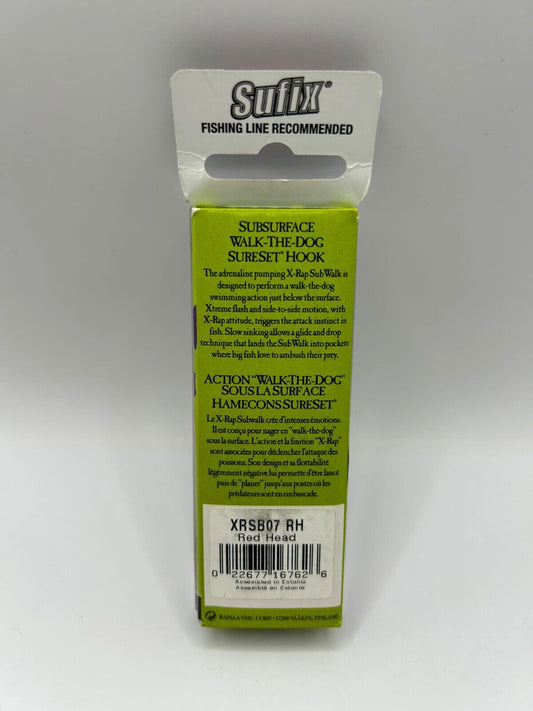 Sufix®
FISHING LINE RECOMMENDED
SUBSURFACE
WALK-THE-DOG
SURESET® HOOK
The adrenaline pumping X-Rap SubWalk is
designed to perform a walk-the-dog
swimming action just below the surface.
Xtreme flash and side-to-side motion, with
X-Rap attitude, triggers the attack instinct in
fish. Slow sinking allows a glide and drop
technique that lands the SubWalk into pockets
where big fish love to ambush their prey.
ACTION "WALK-THE-DOG"
SOUS LA SURFACE
HAMECONS SURESET®
Le X-Rap Subwalk crée d'intenses émotions.
Il est conçu pour nager en "walk-the-dog"
sous la surface. L'action et la finition "X-Rap"
sont associées pour déclencher l'attaque des
poissons. Son design et sa flottabilité
légèrement négative lui permette d'être lancé
puis de "planer" jusqu'aux postes où les
prédateurs sont en embuscade.
XRSB07 RH
Red Head
0 22677 16762 6
Assembled in Estonia
Assemblé en Estonie
RAPALA VMC CORP. • 17200 VÄÄKSY, FINLAND